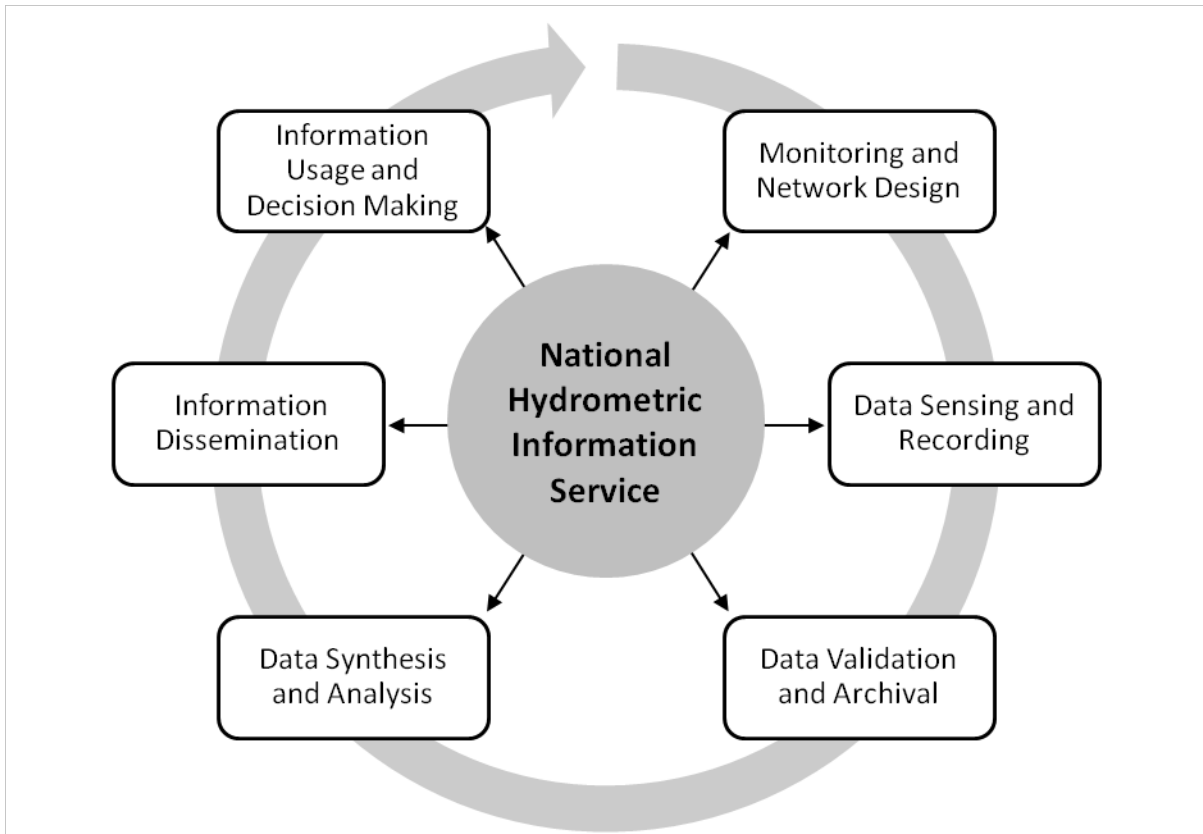 Information
Usage and
Decision Making
Monitoring and
Network Design
National
Hydrometric
Information
Service
Information
Dissemination
Data Sensing and
Recording
Data Synthesis
and Analysis
Data Validation
and Archival